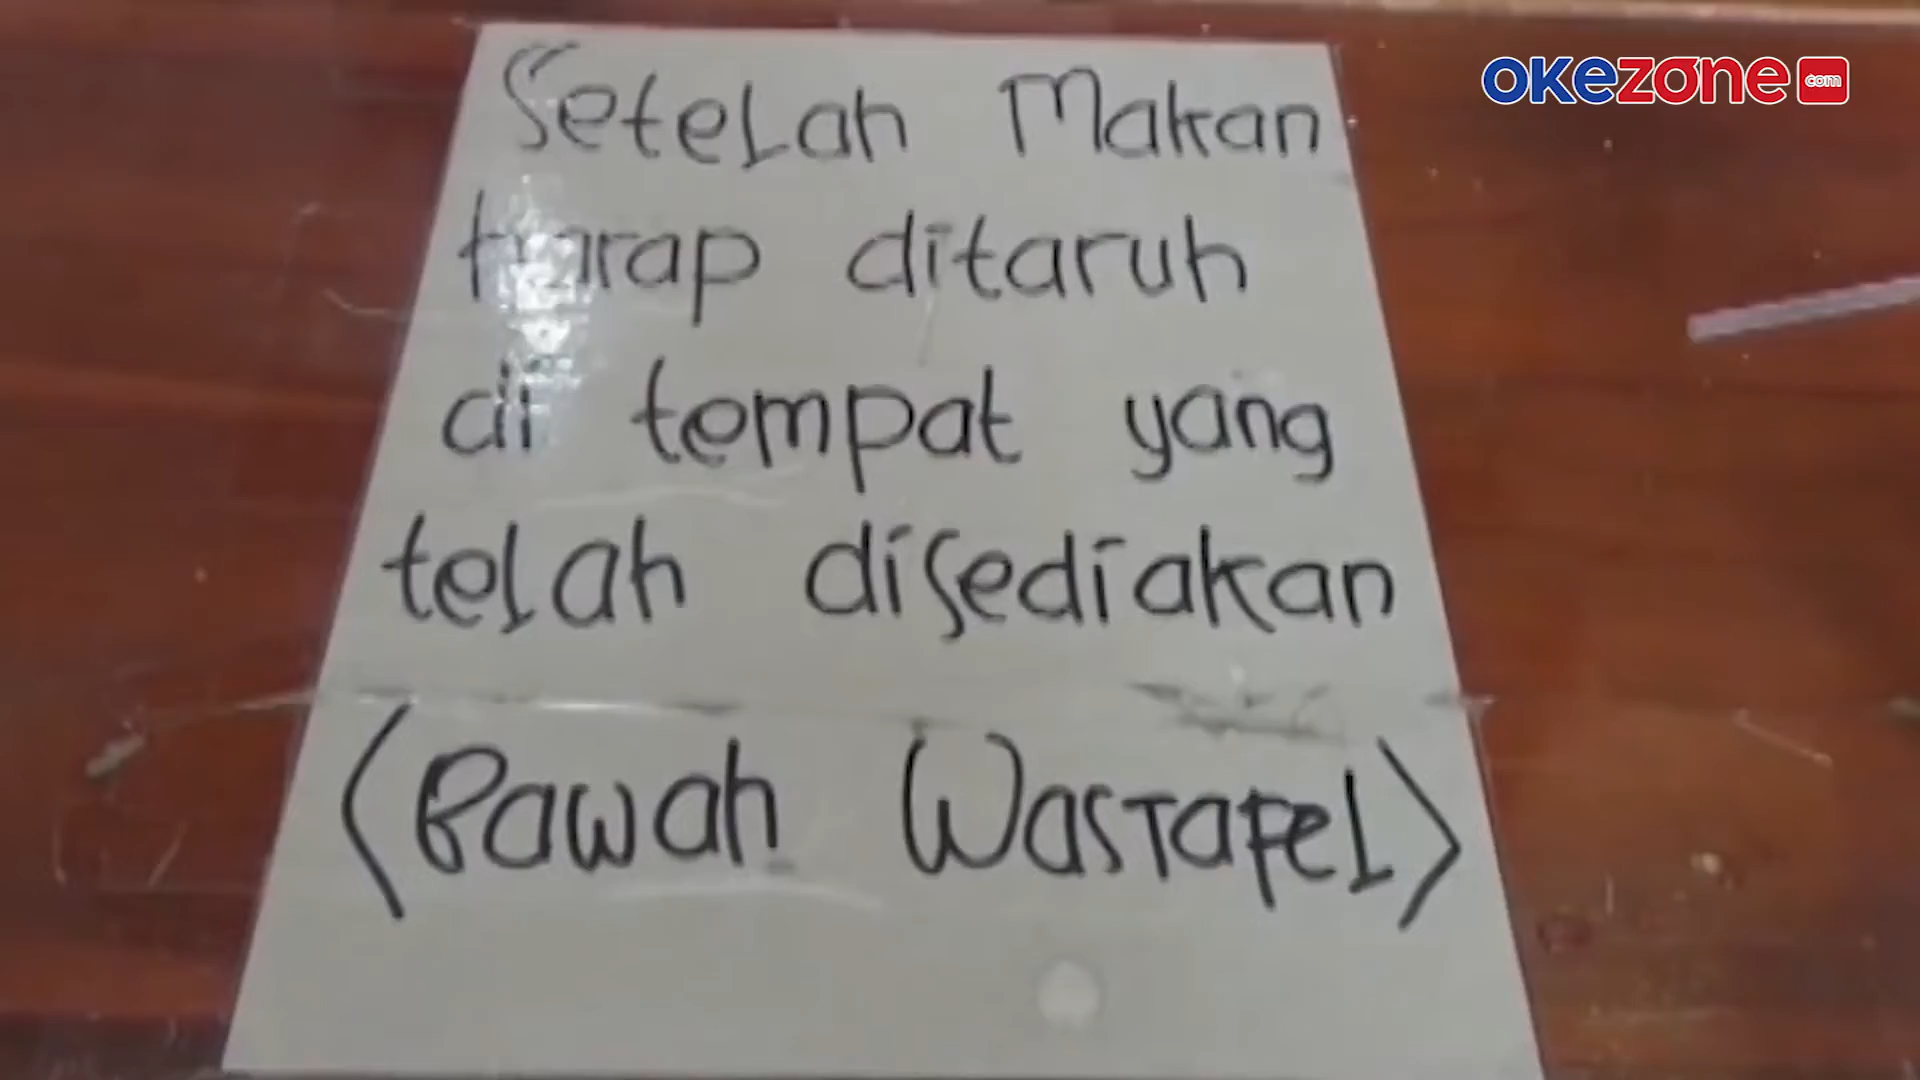 okezone.com
Setelah Makan
harap ditaruh
di tempat yang
telah disediakan
(Bawah Wastafel)